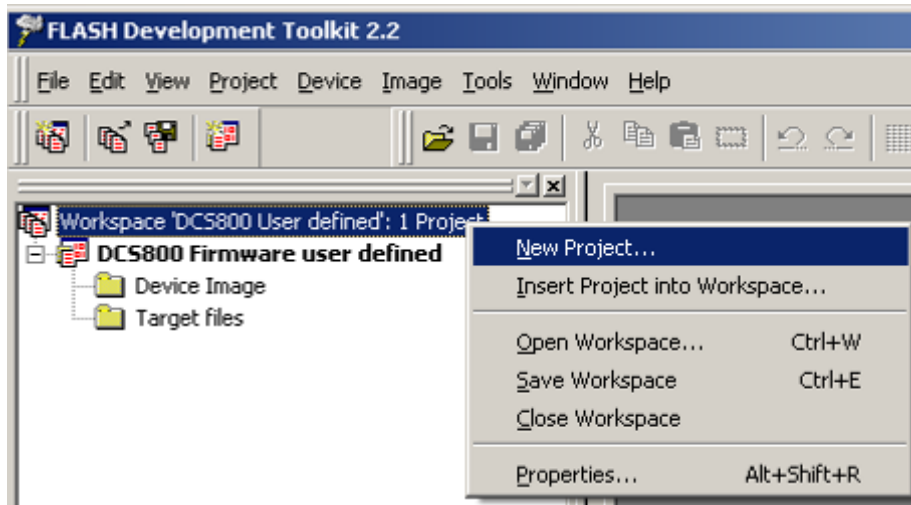 FLASH Development Toolkit 2.2
File Edit View Project Device Image Tools Window Help
Workspace 'DCS800 User defined': 1 Project
DCS800 Firmware user defined
Device Image
Target files
New Project...
Insert Project into Workspace...
Open Workspace... Ctrl+W
Save Workspace Ctrl+E
Close Workspace
Properties... Alt+Shift+R